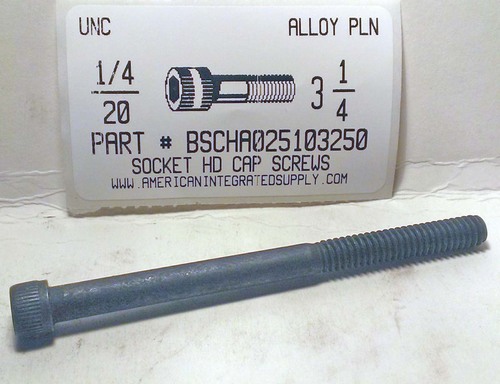 UNC ALLOY PLN
1/4 3 1/4
20
PART # BSCHA025103250
SOCKET HD CAP SCREWS
WWW.AMERICANINTEGRATEDSUPPLY.COM